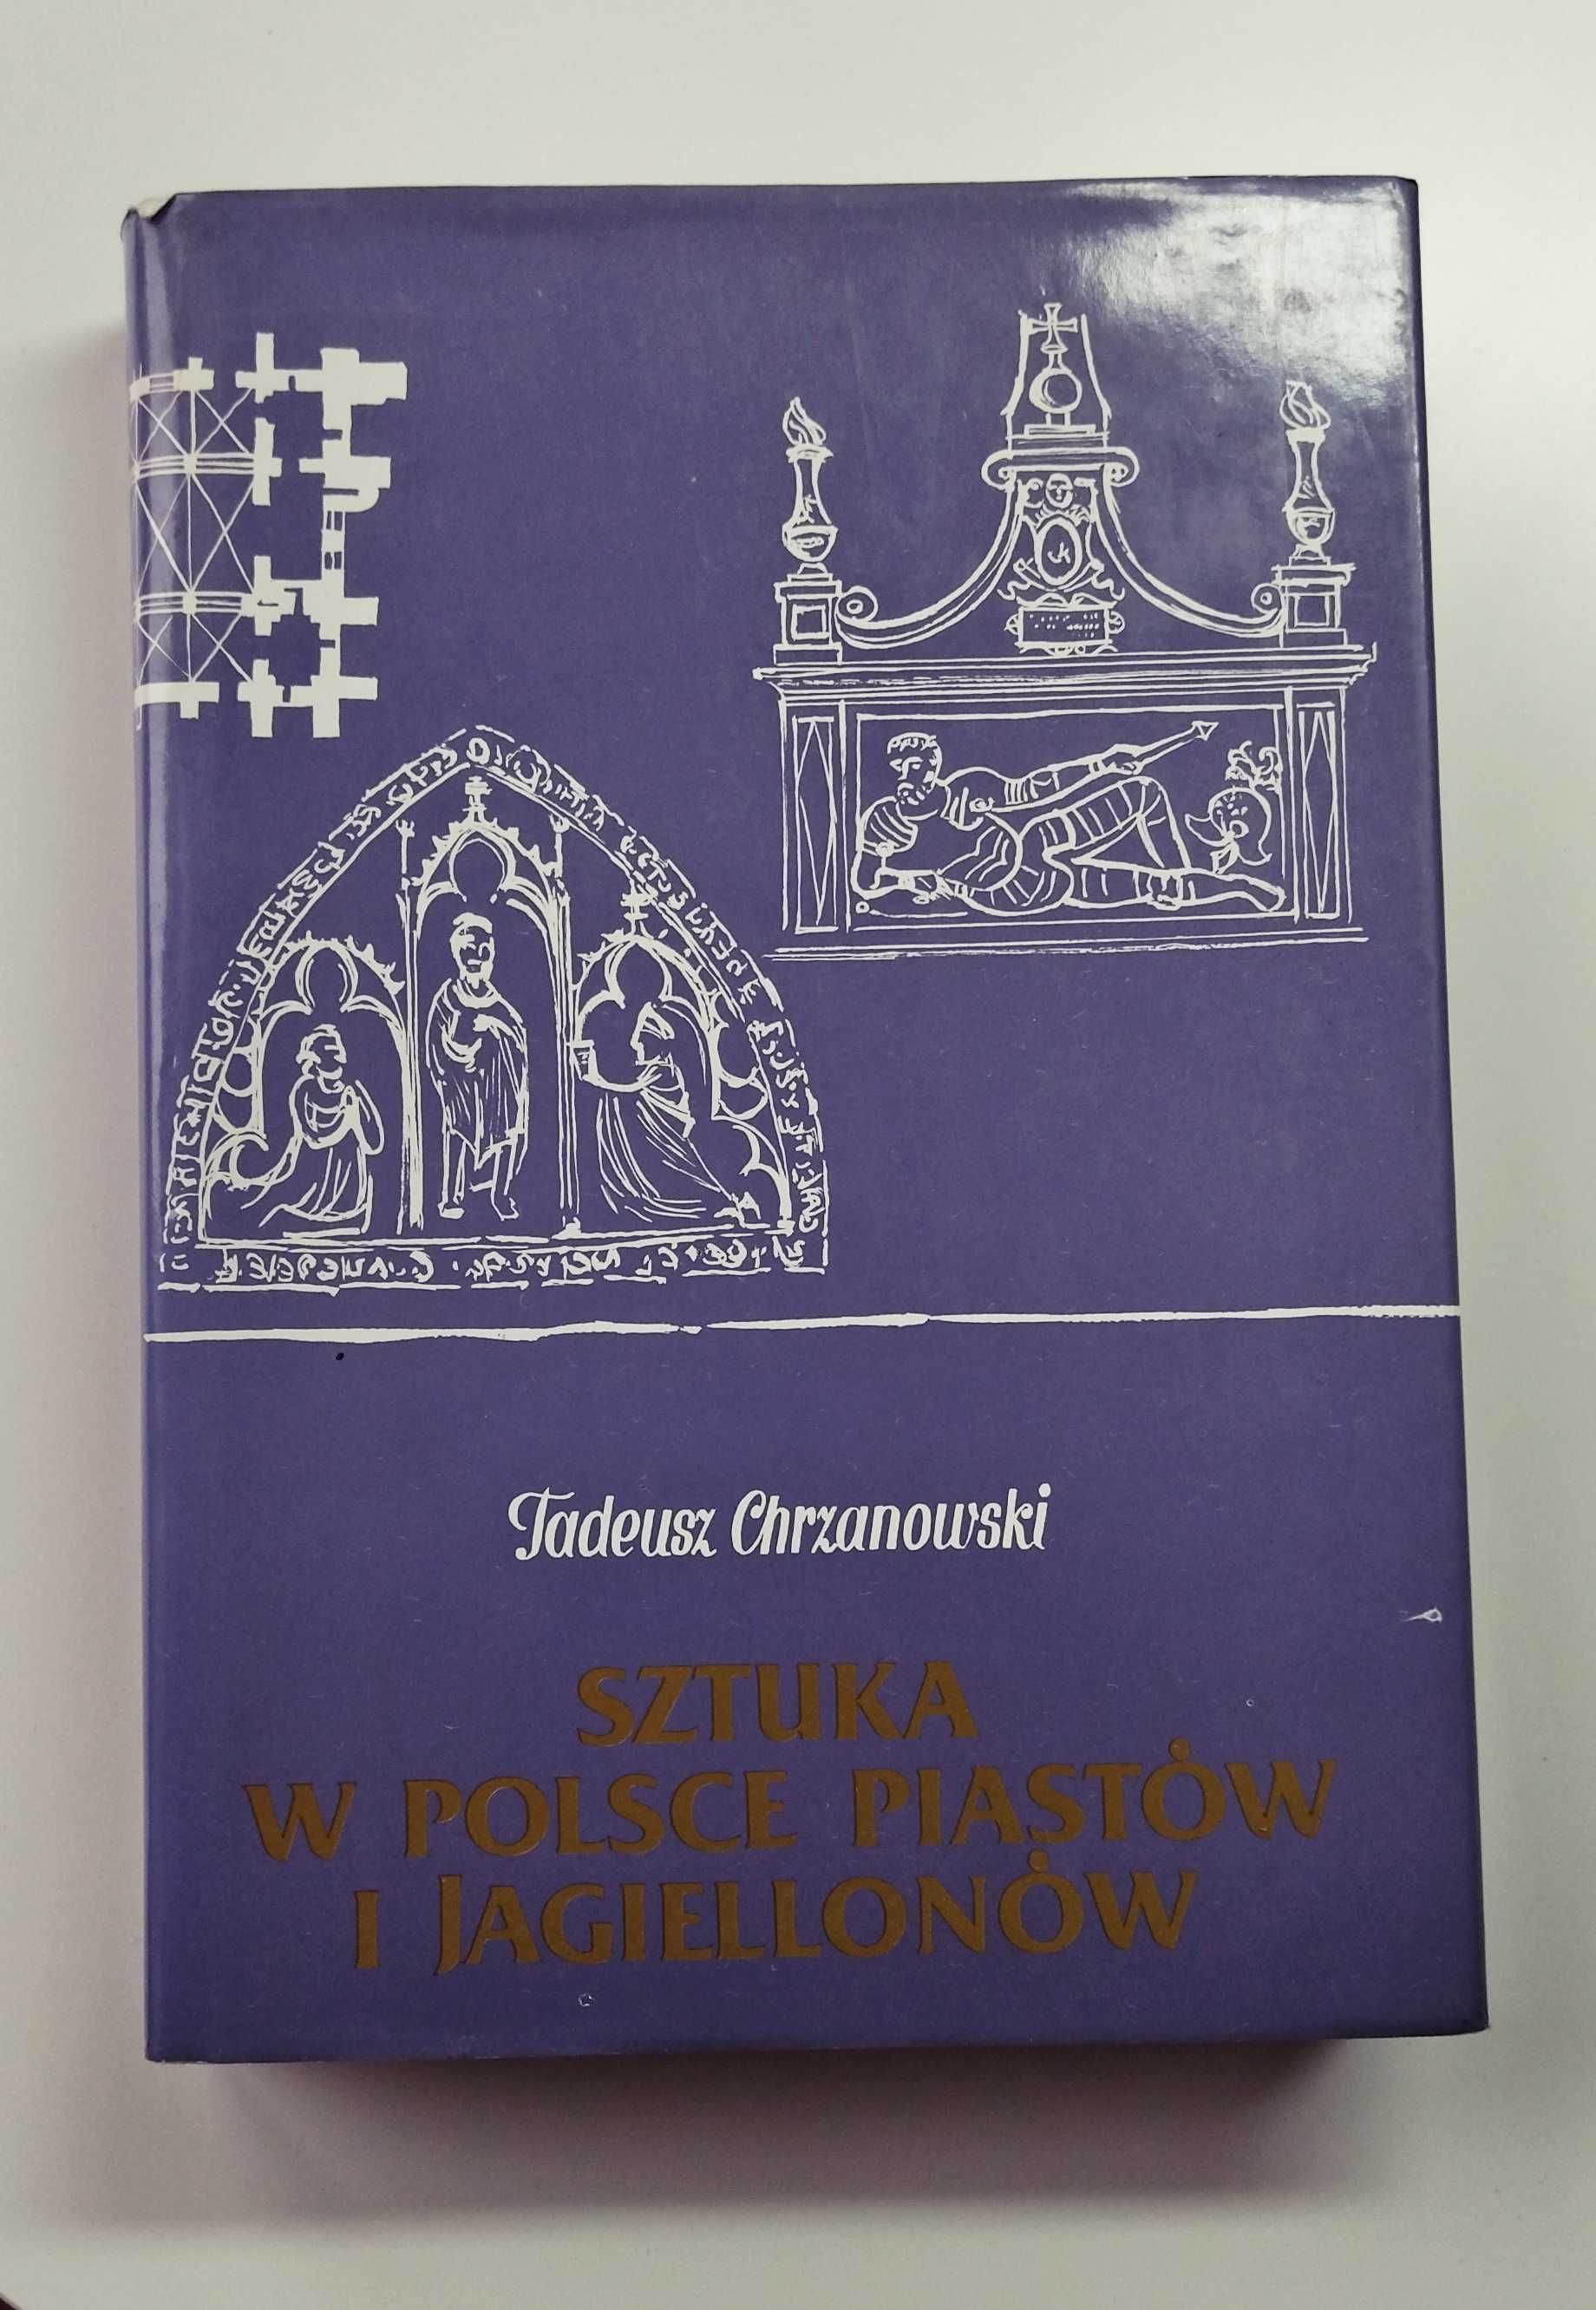 Tadeusz Chrzanowski
SZTUKA
W POLSCE PIASTÓW
I JAGIELLONÓW